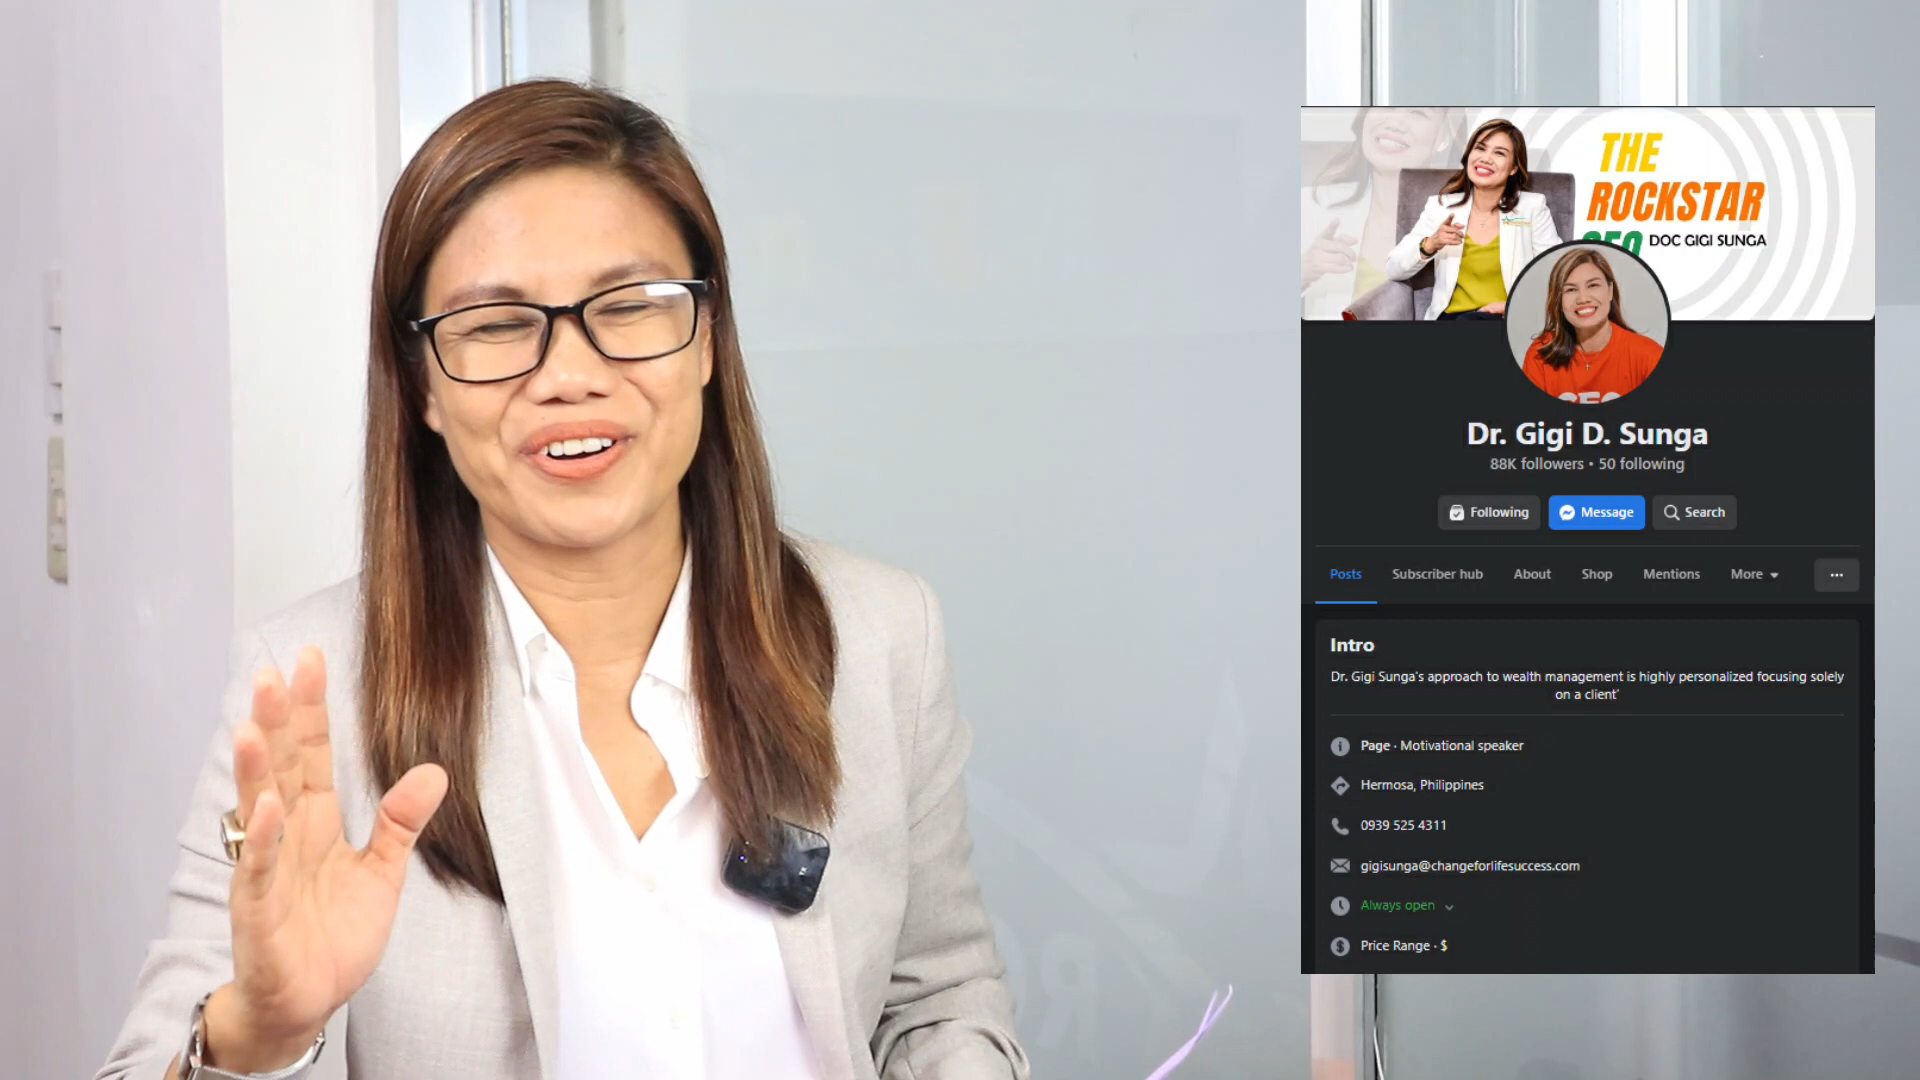 THE
ROCKSTAR
CEO DOC GIGI SUNGA
CEO
Dr. Gigi D. Sunga
88K followers • 50 following
Following
Message
Search
Posts
Subscriber hub
About
Shop
Mentions
More
Intro
Dr. Gigi Sunga's approach to wealth management is highly personalized focusing solely
on a client'
Page · Motivational speaker
Hermosa, Philippines
0939 525 4311
gigisunga@changeforlifesuccess.com
Always open
Price Range · $